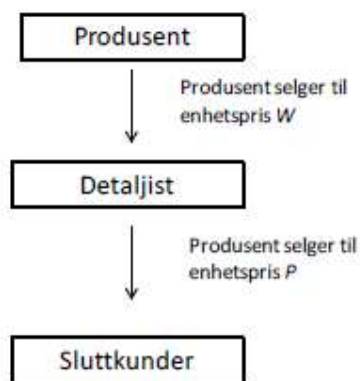 Produsent
Produsent selger til
enhetspris W
Detaljist
Produsent selger til
enhetspris P
Sluttkunder